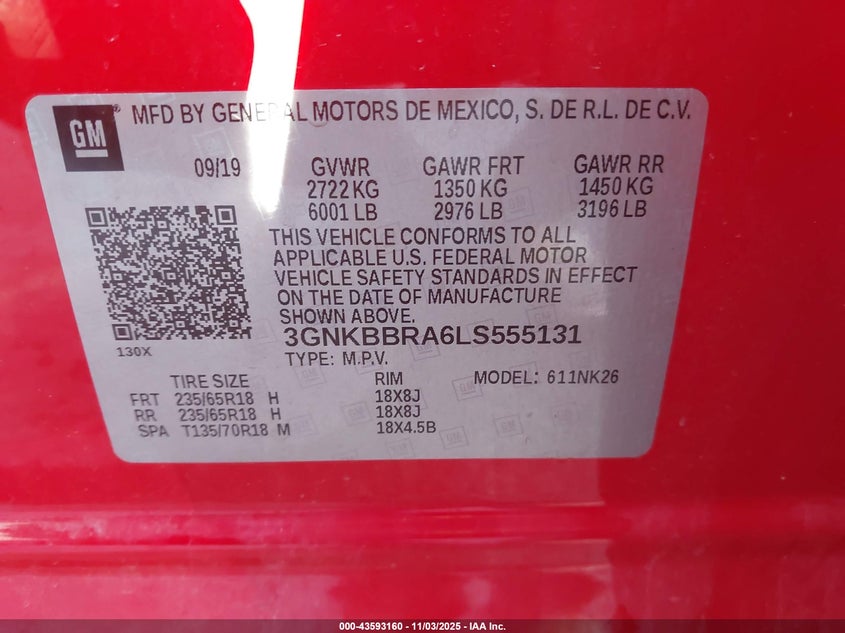 GM ® MFD BY GENERAL MOTORS DE MEXICO, S. DE R.L. DE C.V.
09/19 GVWR GAWR FRT GAWR RR
2722 KG 1350 KG 1450 KG
6001 LB 2976 LB 3196 LB
THIS VEHICLE CONFORMS TO ALL
APPLICABLE U.S. FEDERAL MOTOR
VEHICLE SAFETY STANDARDS IN EFFECT
ON THE DATE OF MANUFACTURE
SHOWN ABOVE.
3GNKBBRA6LS555131
130X
TYPE: M.P.V.
TIRE SIZE RIM MODEL: 611NK26
FRT 235/65R18 H 18X8J
RR 235/65R18 H 18X8J
SPA T135/70R18 M 18X4.5B
000-43593160 - 11/03/2025 - IAA Inc.